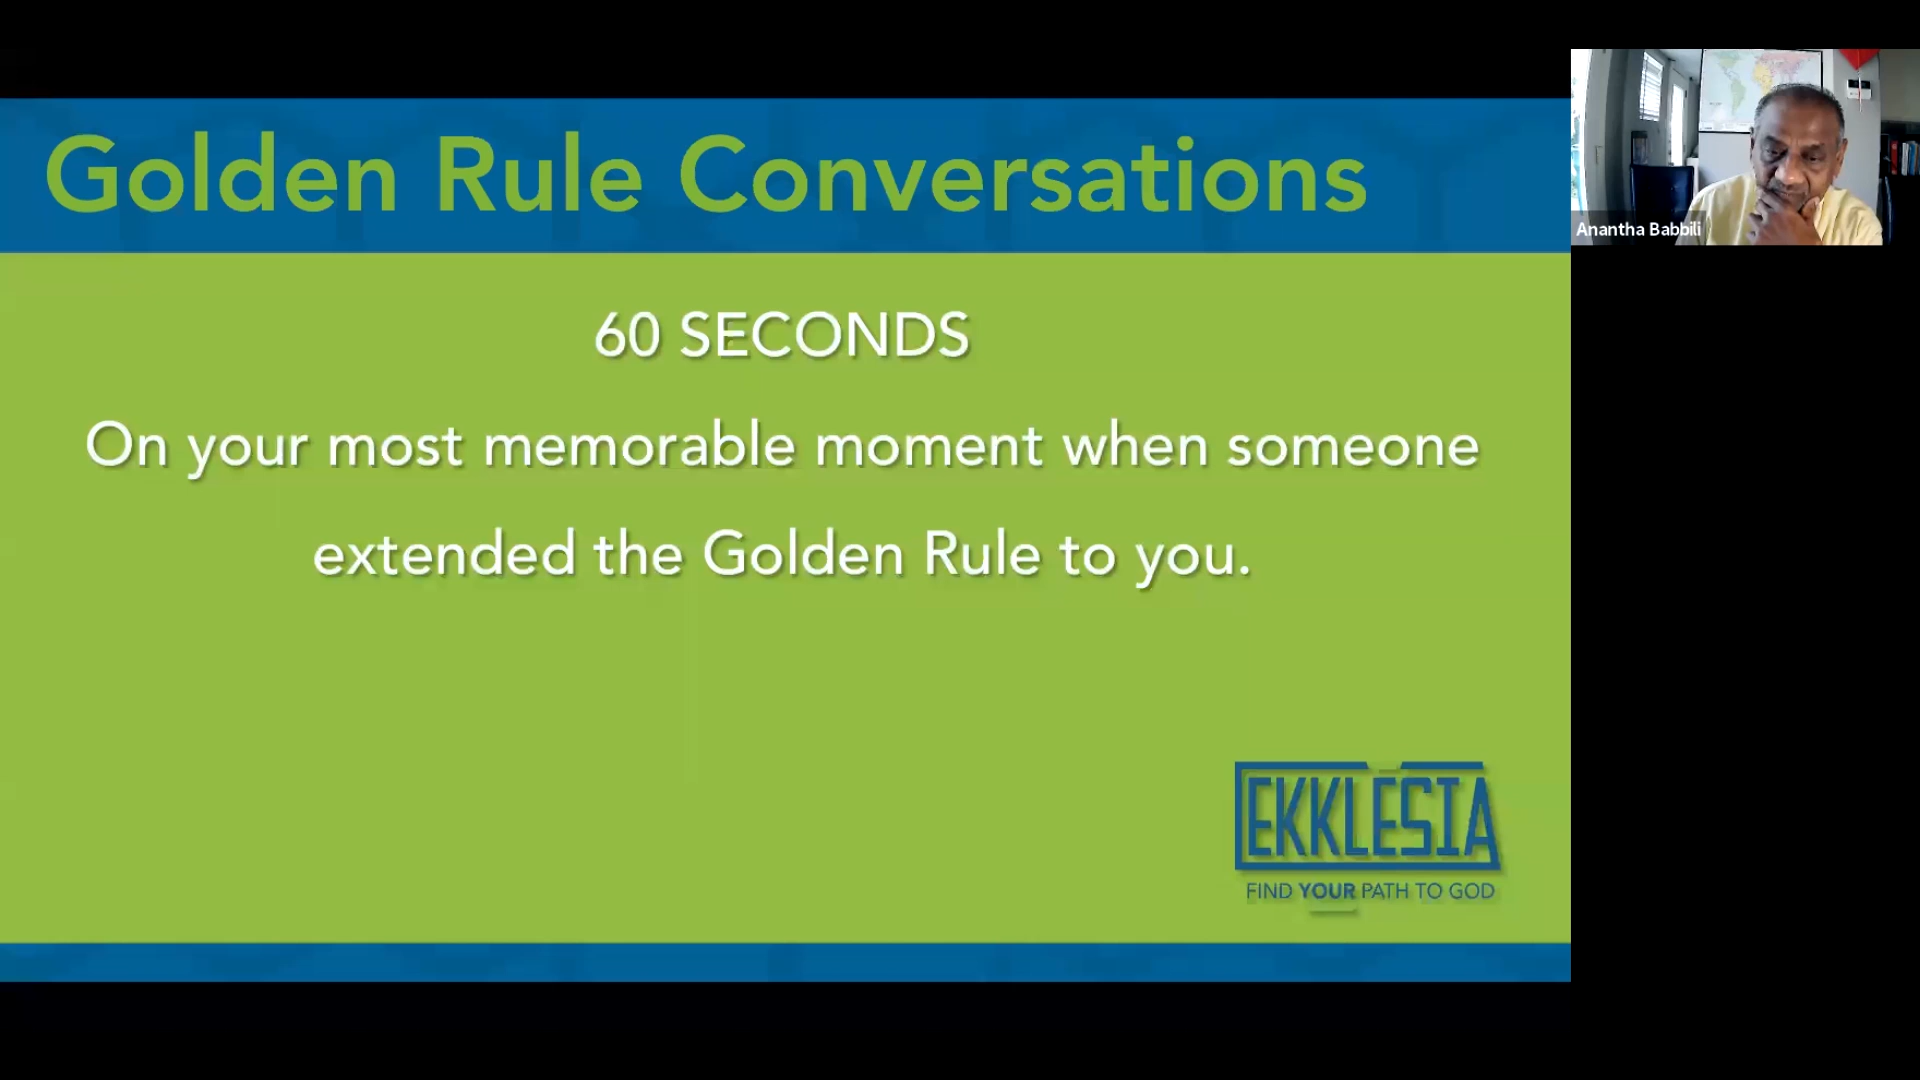 Golden Rule Conversations
60 SECONDS
On your most memorable moment when someone
extended the Golden Rule to you.
EKKLESIA
FIND YOUR PATH TO GOD
Anantha Babbili